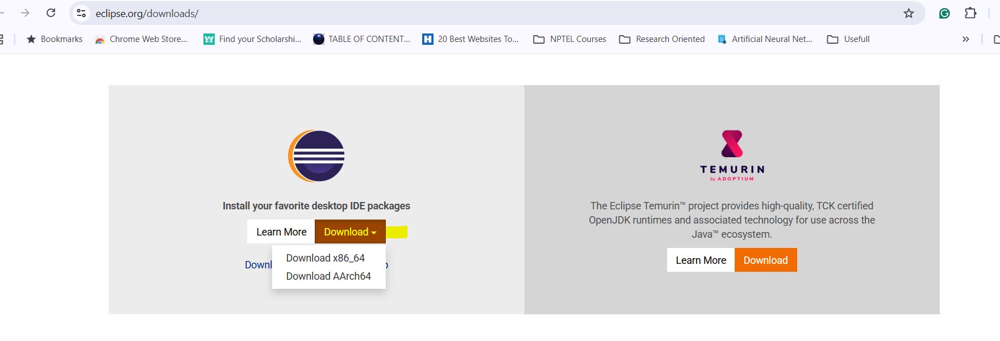 eclipse.org/downloads/
Bookmarks
Chrome Web Store...
Find your Scholarshi...
TABLE OF CONTENT...
20 Best Websites To...
NPTEL Courses
Research Oriented
Artificial Neural Net...
Usefull
Install your favorite desktop IDE packages
Learn More
Download
Download x86_64
Download AArch64
TEMURIN
by ADOPTIUM
The Eclipse Temurin™ project provides high-quality, TCK certified
OpenJDK runtimes and associated technology for use across the
Java™ ecosystem.
Learn More
Download